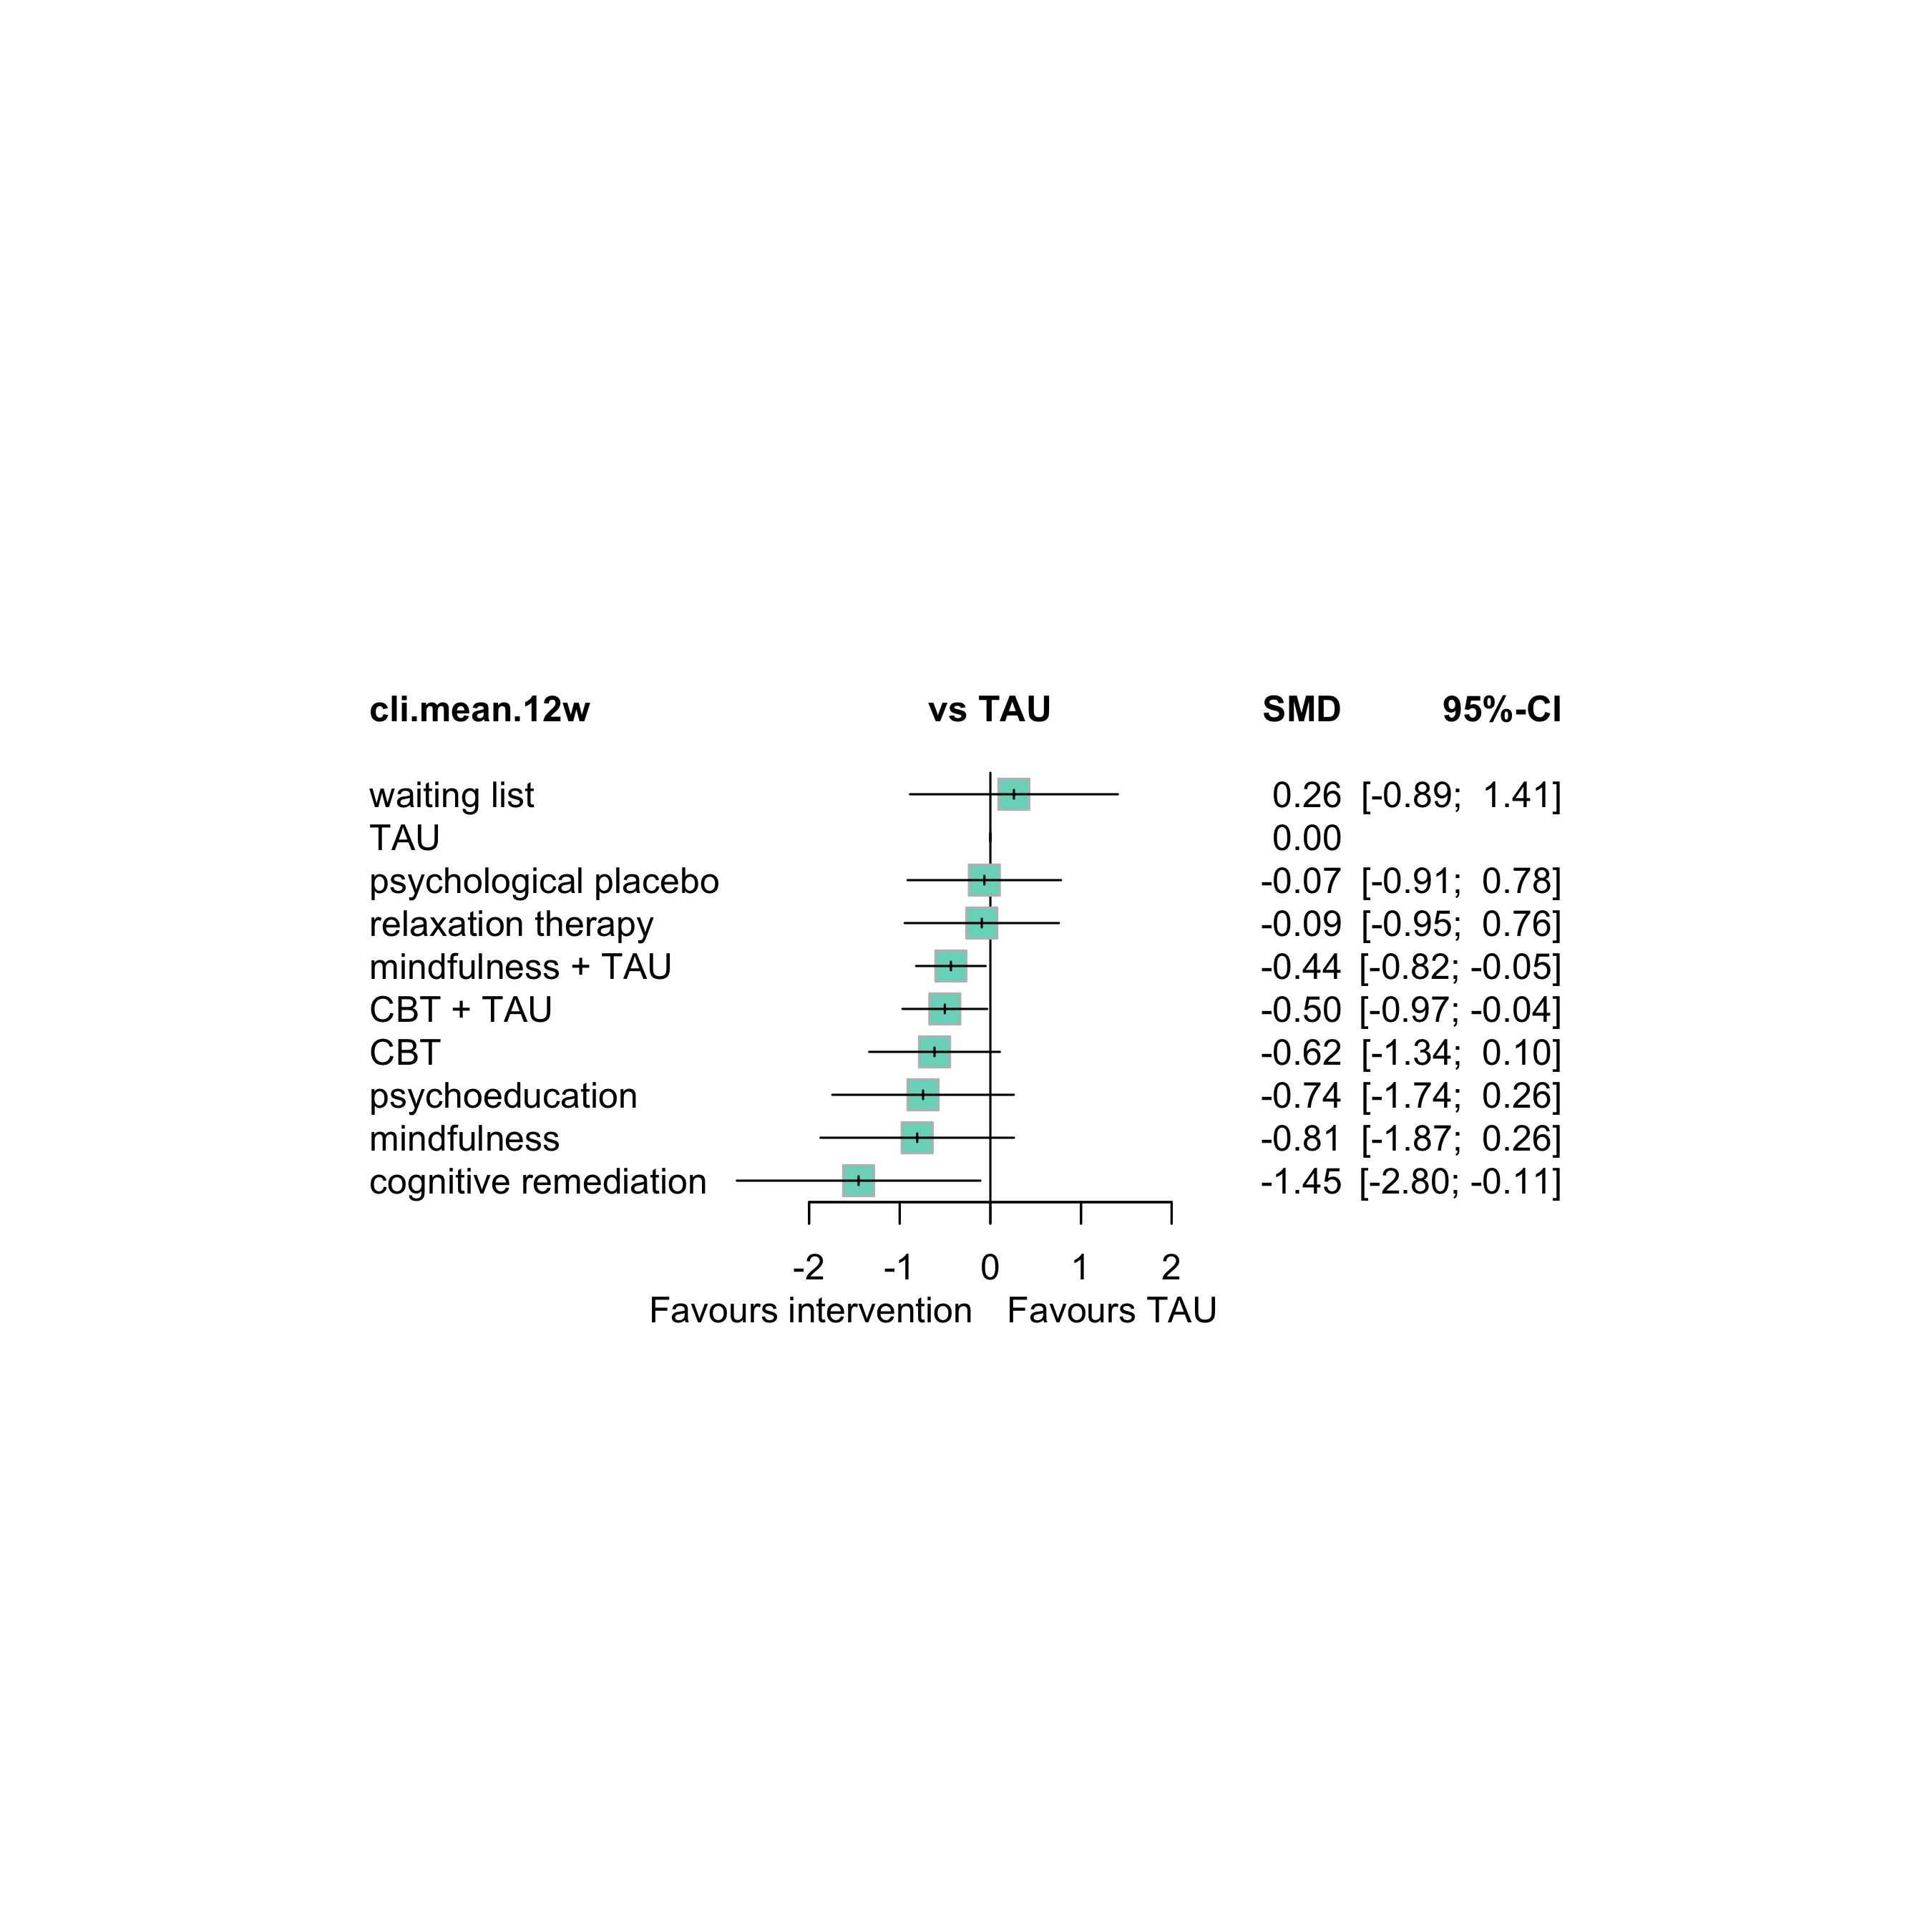 cli.mean.12w vs TAU SMD 95%-CI
waiting list 0.26 [-0.89; 1.41]
TAU 0.00
psychological placebo -0.07 [-0.91; 0.78]
relaxation therapy -0.09 [-0.95; 0.76]
mindfulness + TAU -0.44 [-0.82; -0.05]
CBT + TAU -0.50 [-0.97; -0.04]
CBT -0.62 [-1.34; 0.10]
psychoeducation -0.74 [-1.74; 0.26]
mindfulness -0.81 [-1.87; 0.26]
cognitive remediation -1.45 [-2.80; -0.11]
-2 -1 0 1 2
Favours intervention Favours TAU